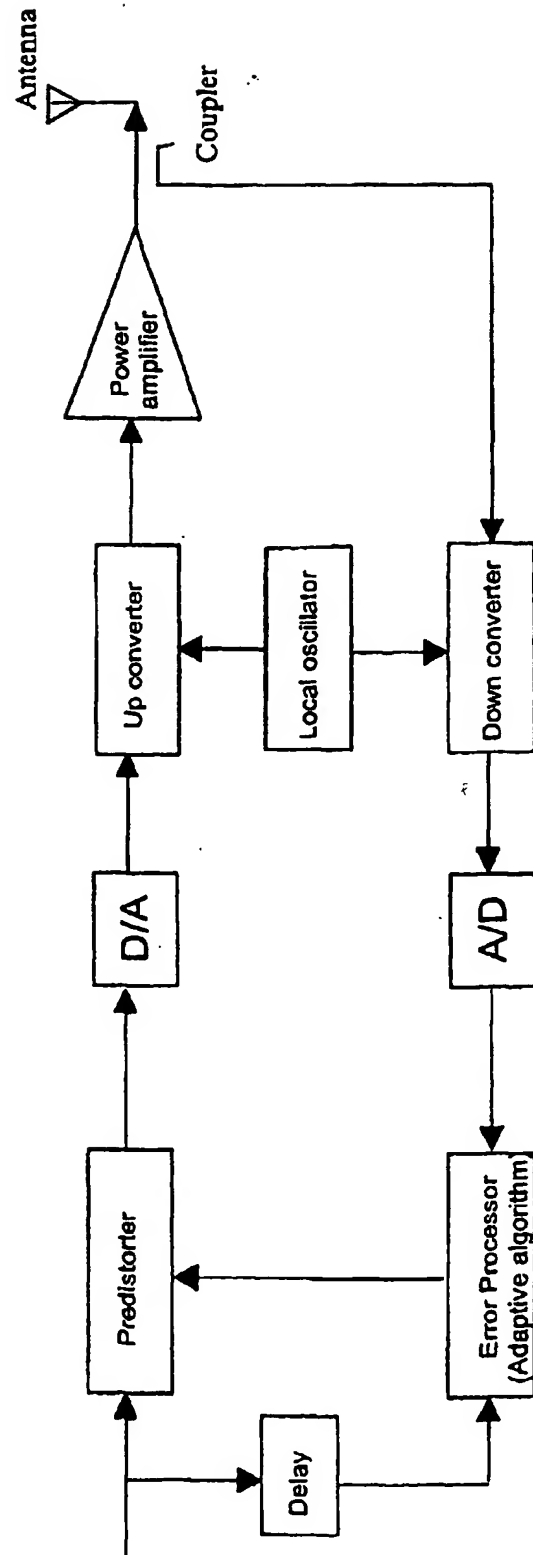 Antenna
Coupler
Power
amplifier
Up converter
Local oscillator
Down converter
D/A
A/D
Predistorter
Error Processor
(Adaptive algorithm)
Delay